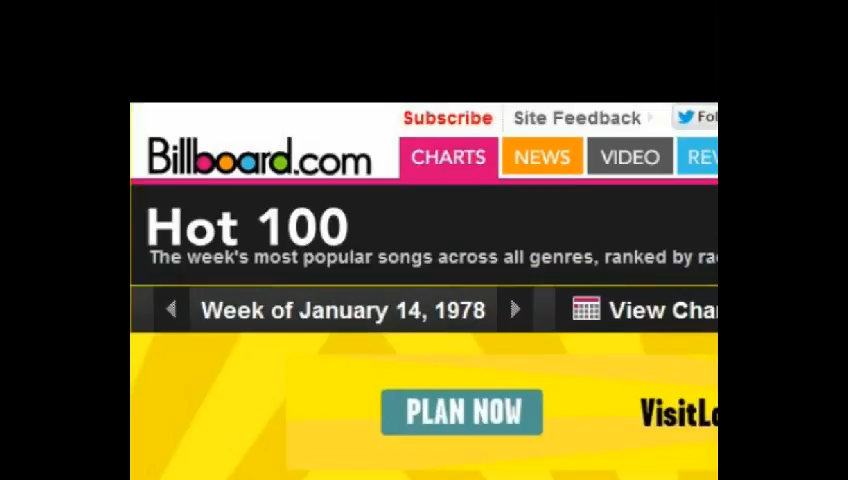 Subscribe Site Feedback
Billboard.com CHARTS NEWS VIDEO
Hot 100
The week's most popular songs across all genres, ranked by
Week of January 14, 1978 View
PLAN NOW